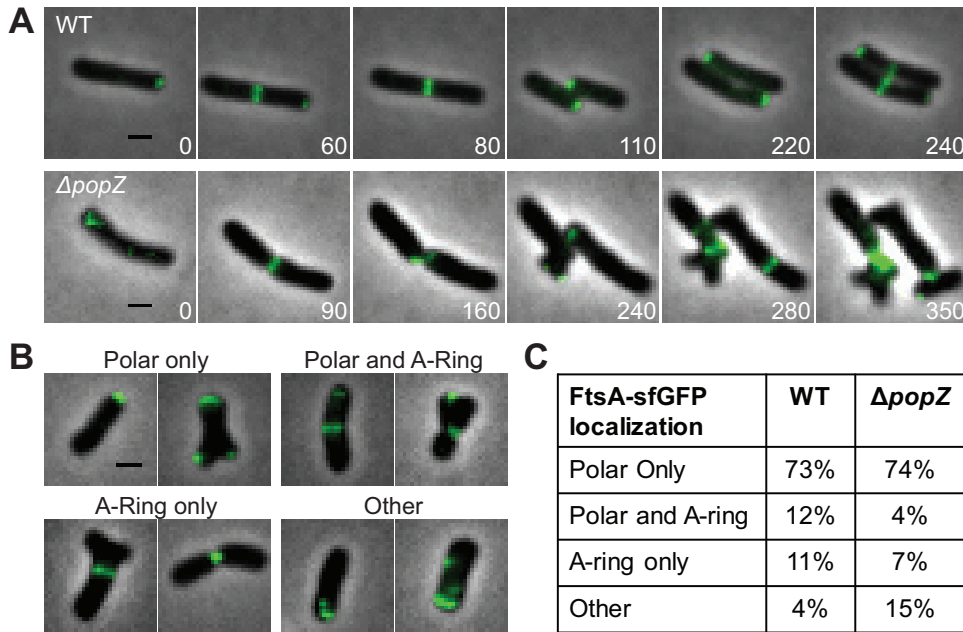 A
WT
0
60
80
110
220
240
ΔpopZ
0
90
160
240
280
350
B
Polar only
Polar and A-Ring
A-Ring only
Other
C
FtsA-sfGFP localization WT ΔpopZ
Polar Only 73% 74%
Polar and A-ring 12% 4%
A-ring only 11% 7%
Other 4% 15%